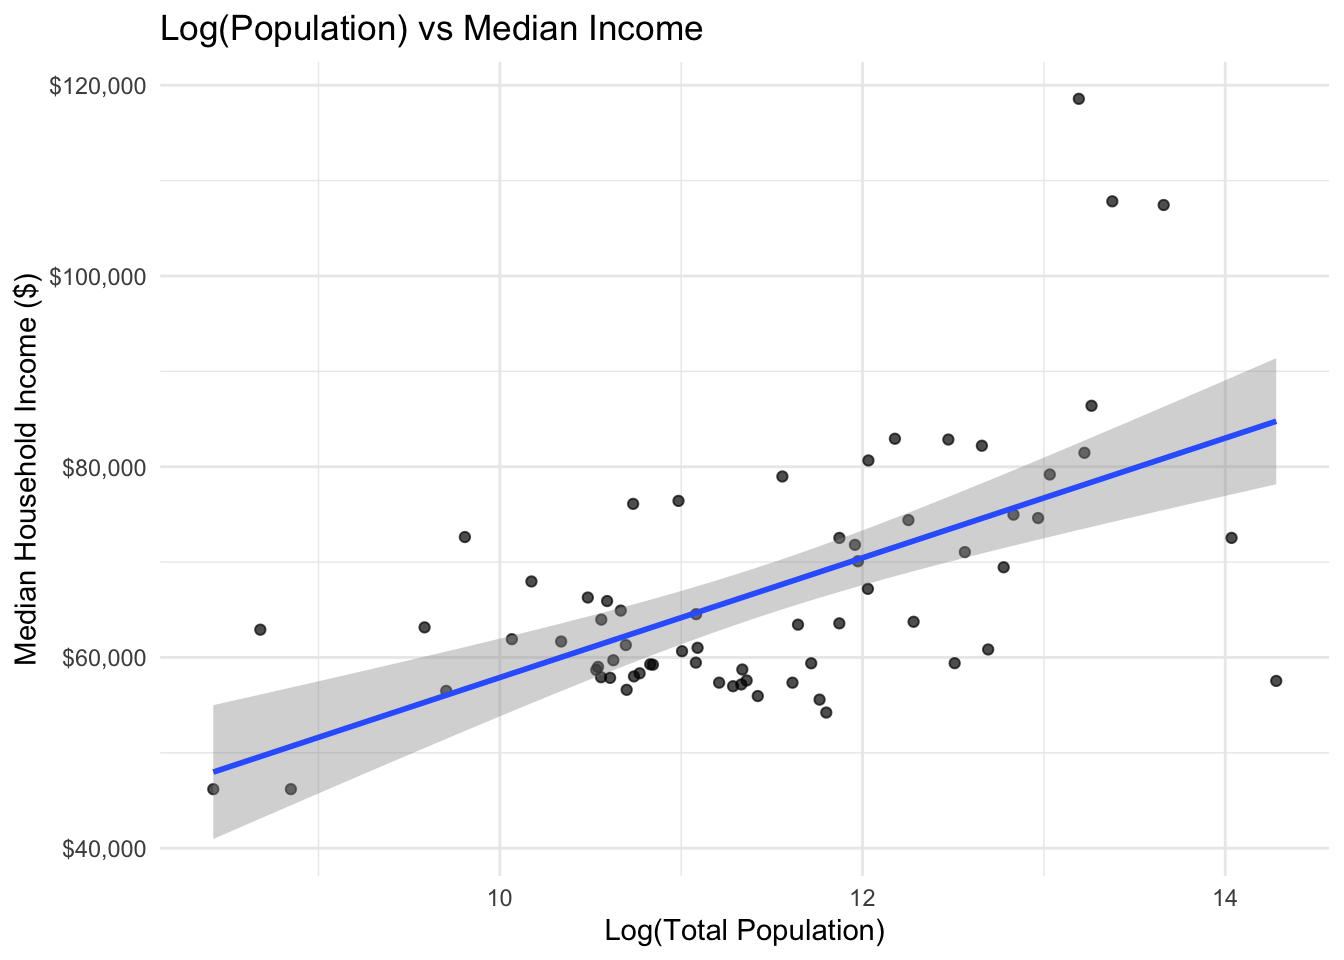 Log(Population) vs Median Income
$120,000
$100,000
$80,000
$60,000
$40,000
Median Household Income ($)
10
12
14
Log(Total Population)